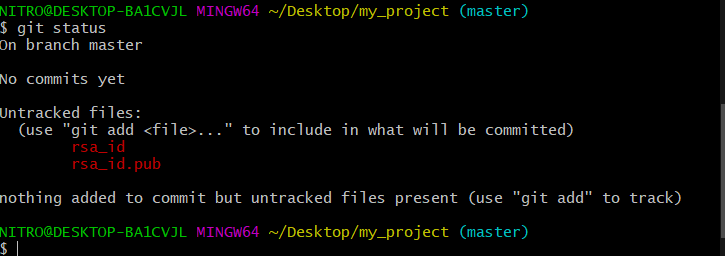 NITRO@DESKTOP-BA1CVJL MINGW64 ~/Desktop/my_project (master)
$ git status
On branch master
No commits yet
Untracked files:
  (use "git add <file>..." to include in what will be committed)
        rsa_id
        rsa_id.pub
nothing added to commit but untracked files present (use "git add" to track)
NITRO@DESKTOP-BA1CVJL MINGW64 ~/Desktop/my_project (master)
$